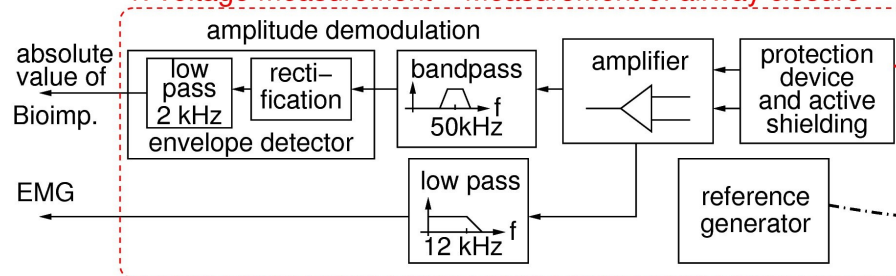 amplitude demodulation
absolute
value of
Bioimp.
low
pass
2 kHz
recti–
fication
envelope detector
bandpass
f
50kHz
amplifier
protection
device
and active
shielding
EMG
low pass
f
12 kHz
reference
generator